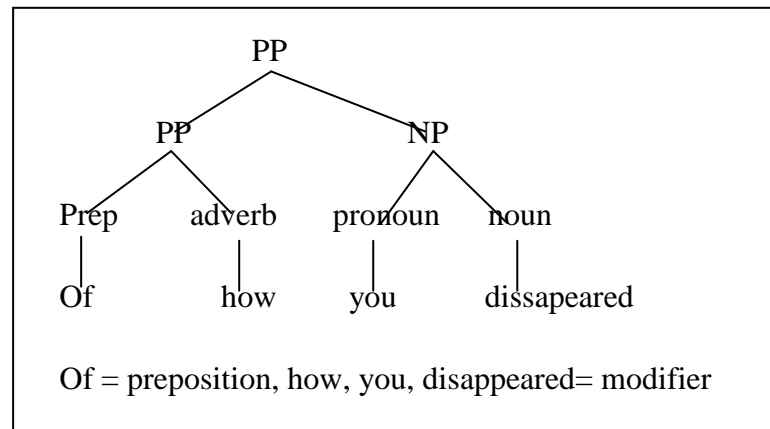 PP
PP NP
Prep adverb pronoun noun
Of how you dissapeared
Of = preposition, how, you, disappeared= modifier